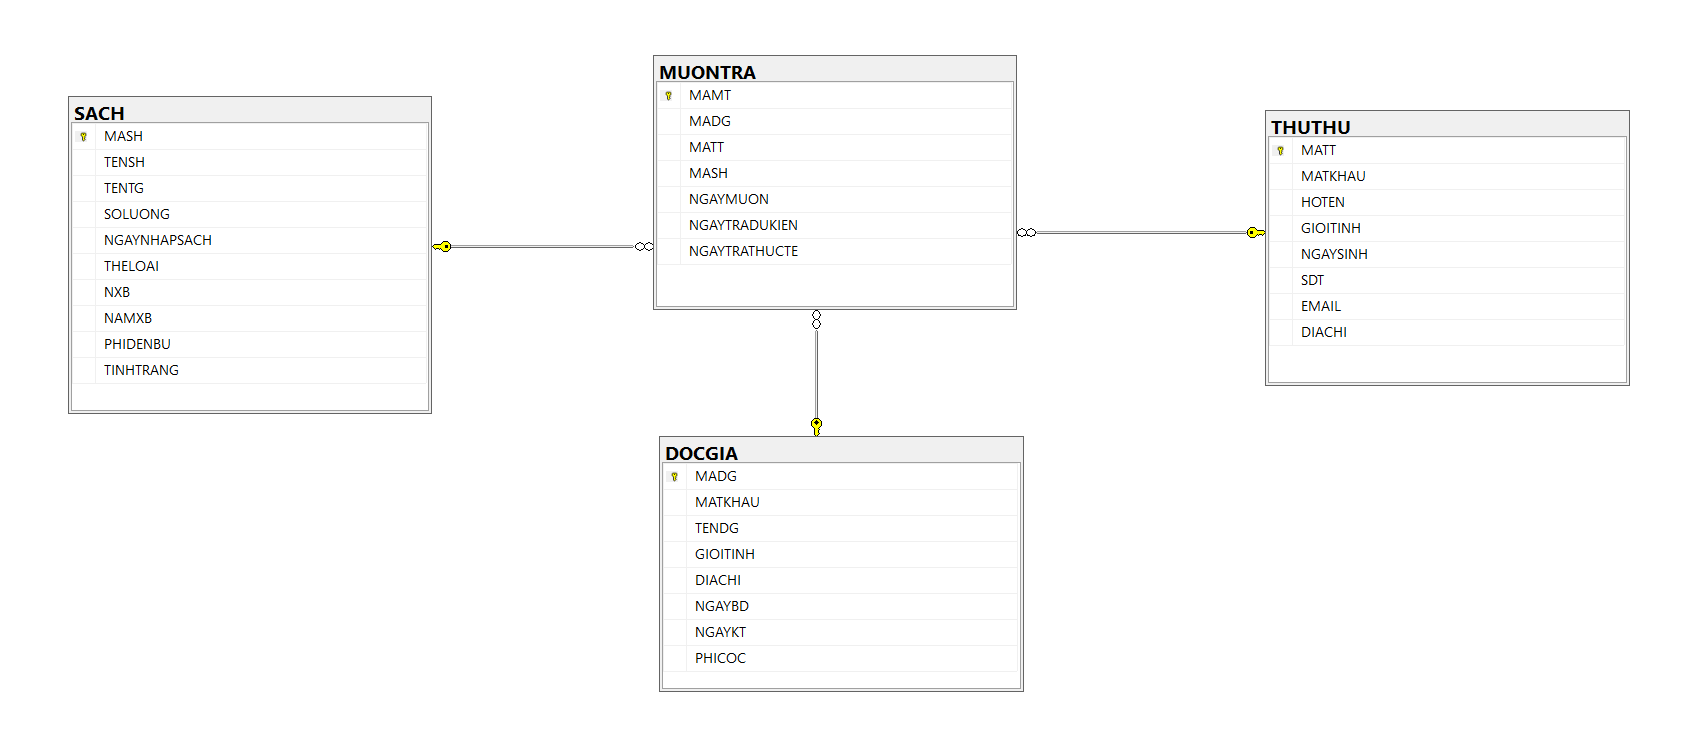 SACH
MASH
TENSH
TENTG
SOLUONG
NGAYNHAPSACH
THELOAI
NXB
NAMXB
PHIDENBU
TINHTRANG
MUONTRA
MAMT
MADG
MATT
MASH
NGAYMUON
NGAYTRADUKIEN
NGAYTRATHUCTE
THUTHU
MATT
MATKHAU
HOTEN
GIOITINH
NGAYSINH
SDT
EMAIL
DIACHI
DOCGIA
MADG
MATKHAU
TENDG
GIOITINH
DIACHI
NGAYBD
NGAYKT
PHICOC